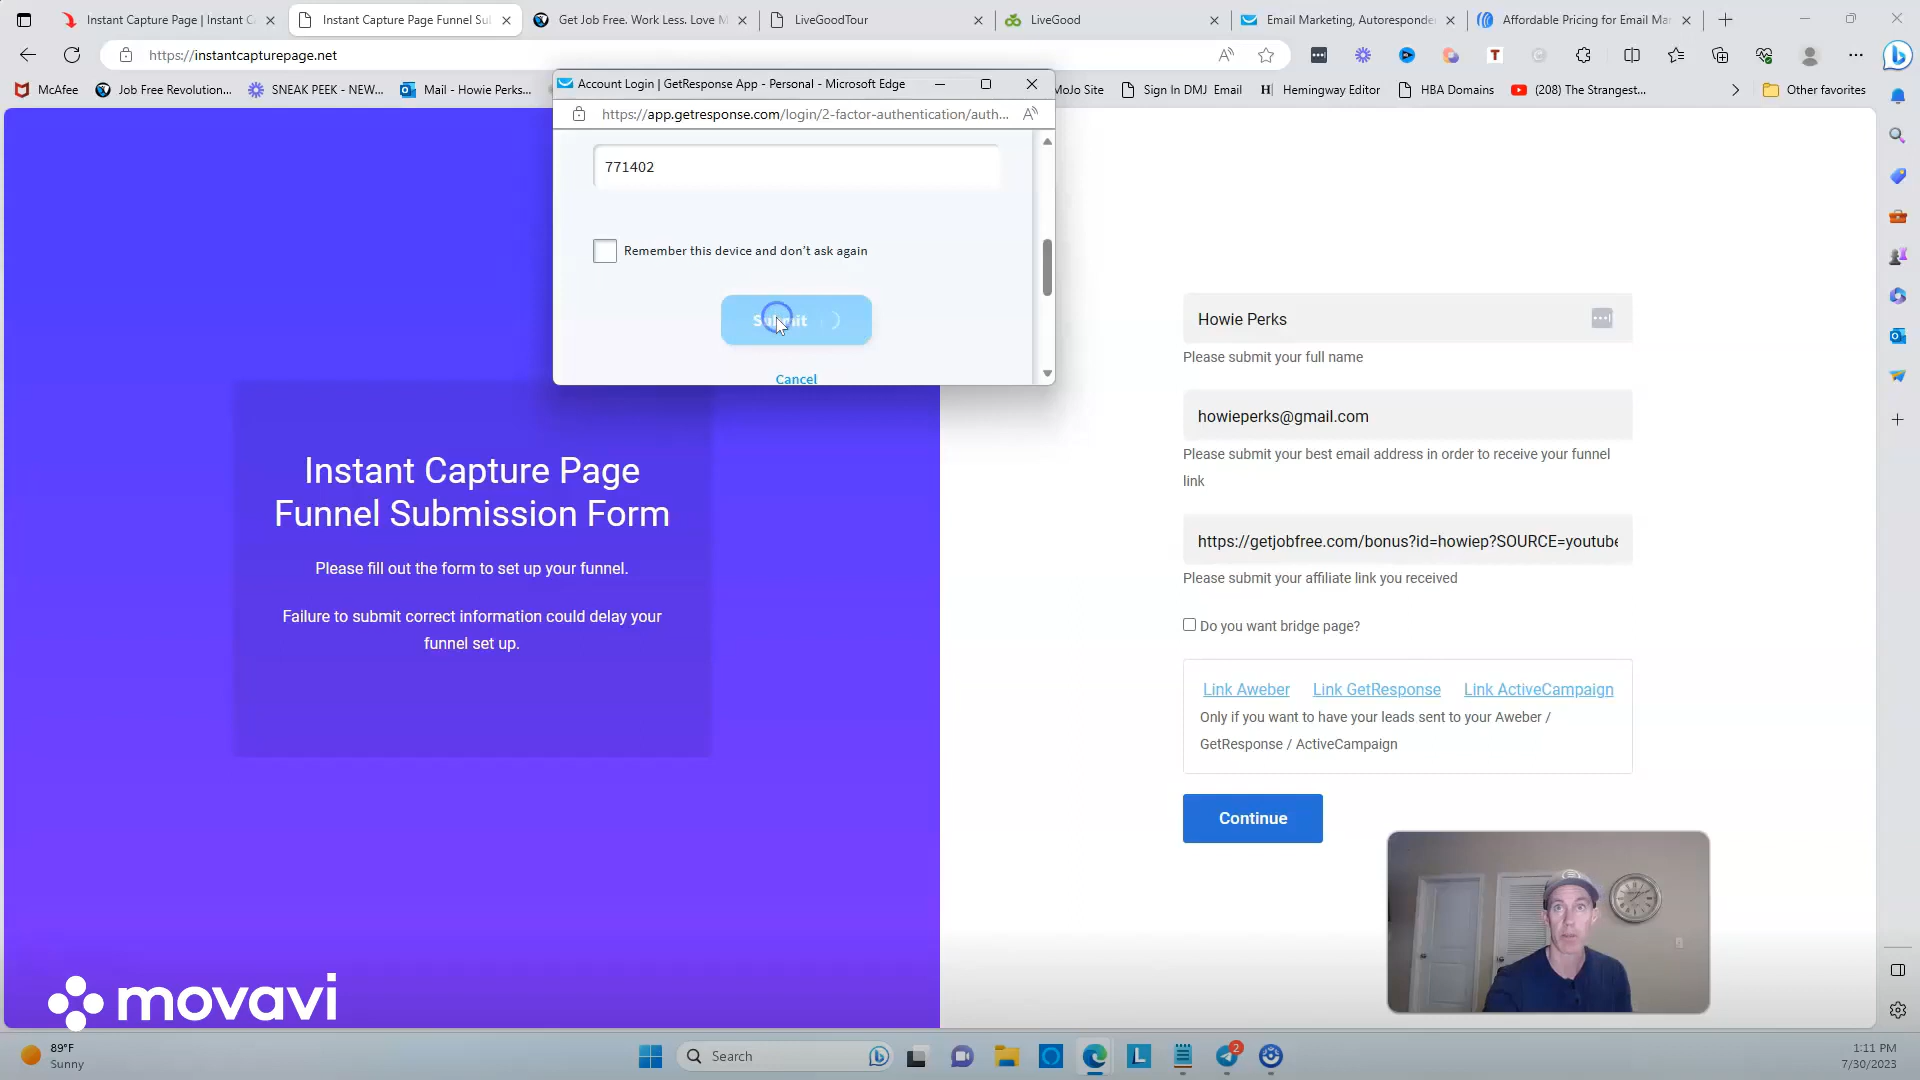 Instant Capture Page | Instant C
Instant Capture Page Funnel Su
Get Job Free. Work Less. Love M
LiveGoodTour
LiveGood
Email Marketing, Autoresponde
Affordable Pricing for Email Mar
https://instantcapturepage.net
McAfee
Job Free Revolution...
SNEAK PEEK - NEW...
Mail - Howie Perks...
MoJo Site
Sign In DMJ Email
Hemingway Editor
HBA Domains
(208) The Strangest...
Other favorites
Account Login | GetResponse App - Personal - Microsoft Edge
https://app.getresponse.com/login/2-factor-authentication/auth...
771402
Remember this device and don't ask again
Submit
Cancel
Instant Capture Page
Funnel Submission Form
Please fill out the form to set up your funnel.
Failure to submit correct information could delay your
funnel set up.
Howie Perks
Please submit your full name
howieperks@gmail.com
Please submit your best email address in order to receive your funnel
link
https://getjobfree.com/bonus?id=howiep?SOURCE=youtube
Please submit your affiliate link you received
Do you want bridge page?
Link Aweber Link GetResponse Link ActiveCampaign
Only if you want to have your leads sent to your Aweber /
GetResponse / ActiveCampaign
Continue
movavi
89°F
Sunny
Search
2
1:11 PM
7/30/2023